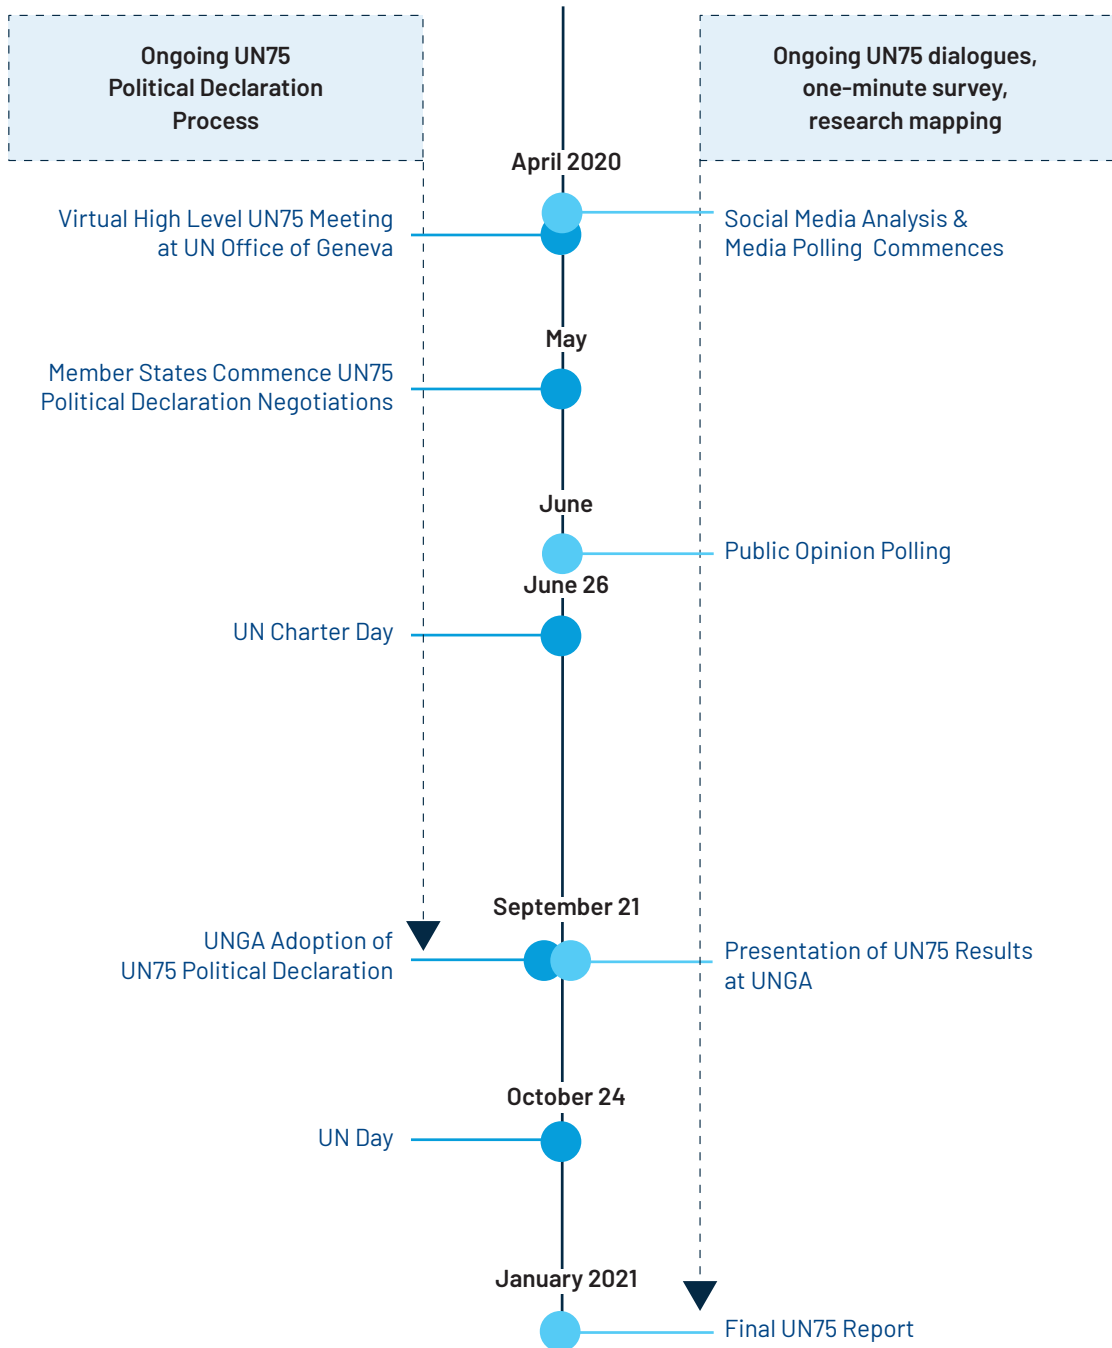 Ongoing UN75
Political Declaration
Process
Ongoing UN75 dialogues,
one-minute survey,
research mapping
April 2020
Virtual High Level UN75 Meeting
at UN Office of Geneva
Social Media Analysis &
Media Polling Commences
May
Member States Commence UN75
Political Declaration Negotiations
June
Public Opinion Polling
June 26
UN Charter Day
September 21
UNGA Adoption of
UN75 Political Declaration
Presentation of UN75 Results
at UNGA
October 24
UN Day
January 2021
Final UN75 Report